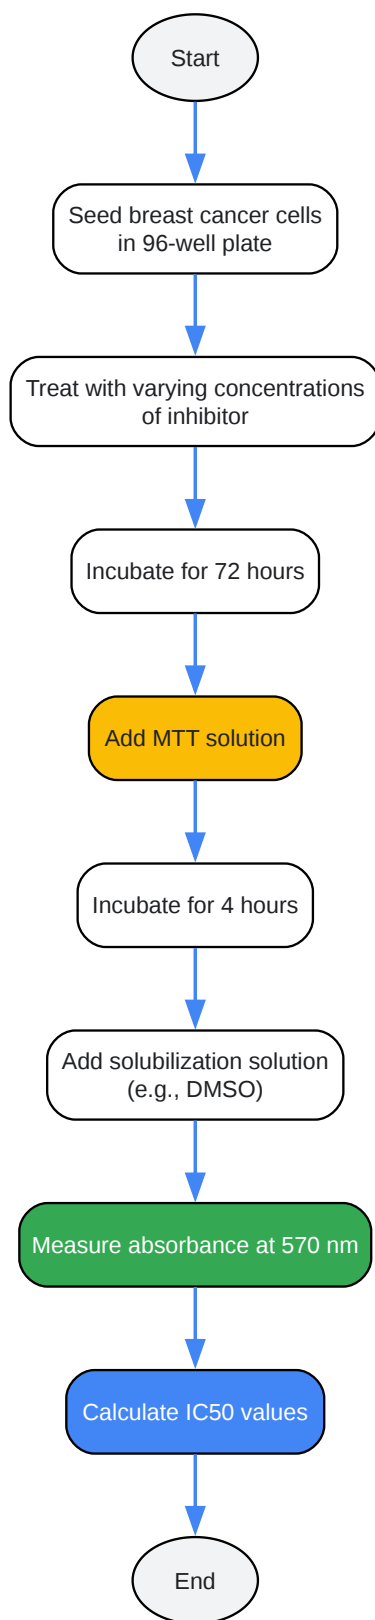 Start
Seed breast cancer cells
in 96-well plate
Treat with varying concentrations
of inhibitor
Incubate for 72 hours
Add MTT solution
Incubate for 4 hours
Add solubilization solution
(e.g., DMSO)
Measure absorbance at 570 nm
Calculate IC50 values
End